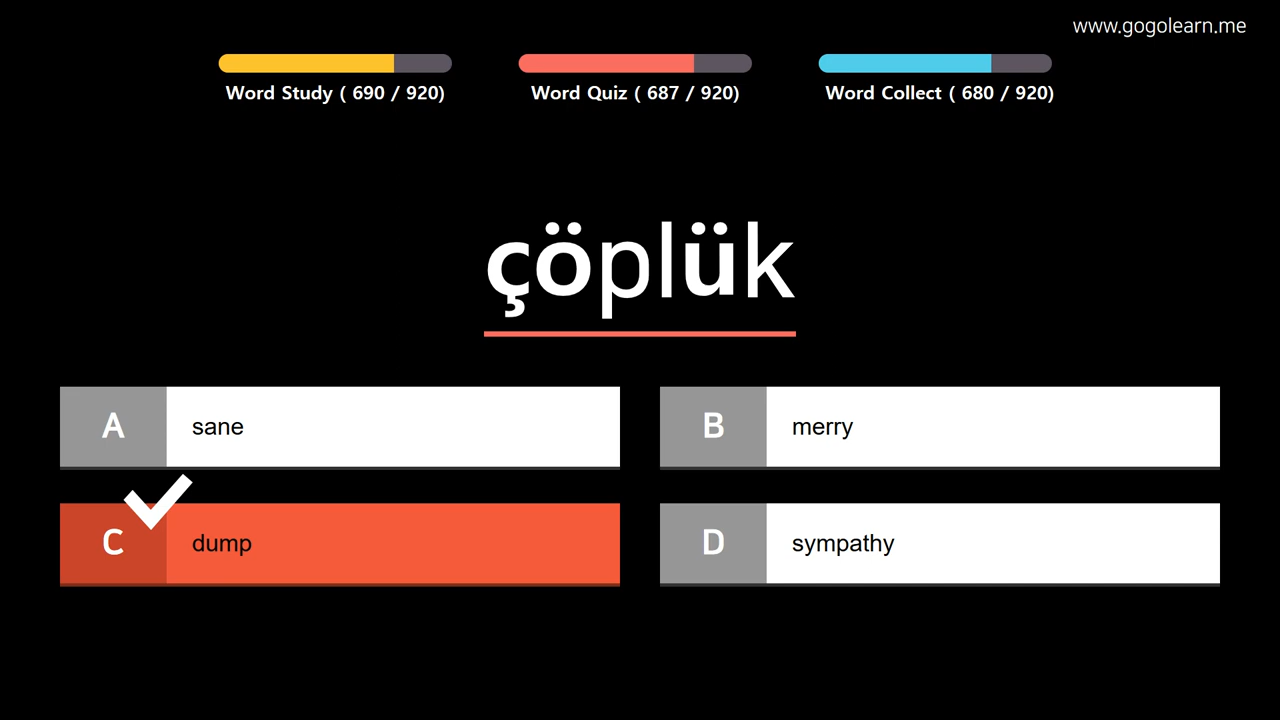 www.gogolearn.me
Word Study ( 690 / 920)
Word Quiz ( 687 / 920)
Word Collect ( 680 / 920)
çöplük
A sane
B merry
C dump
D sympathy